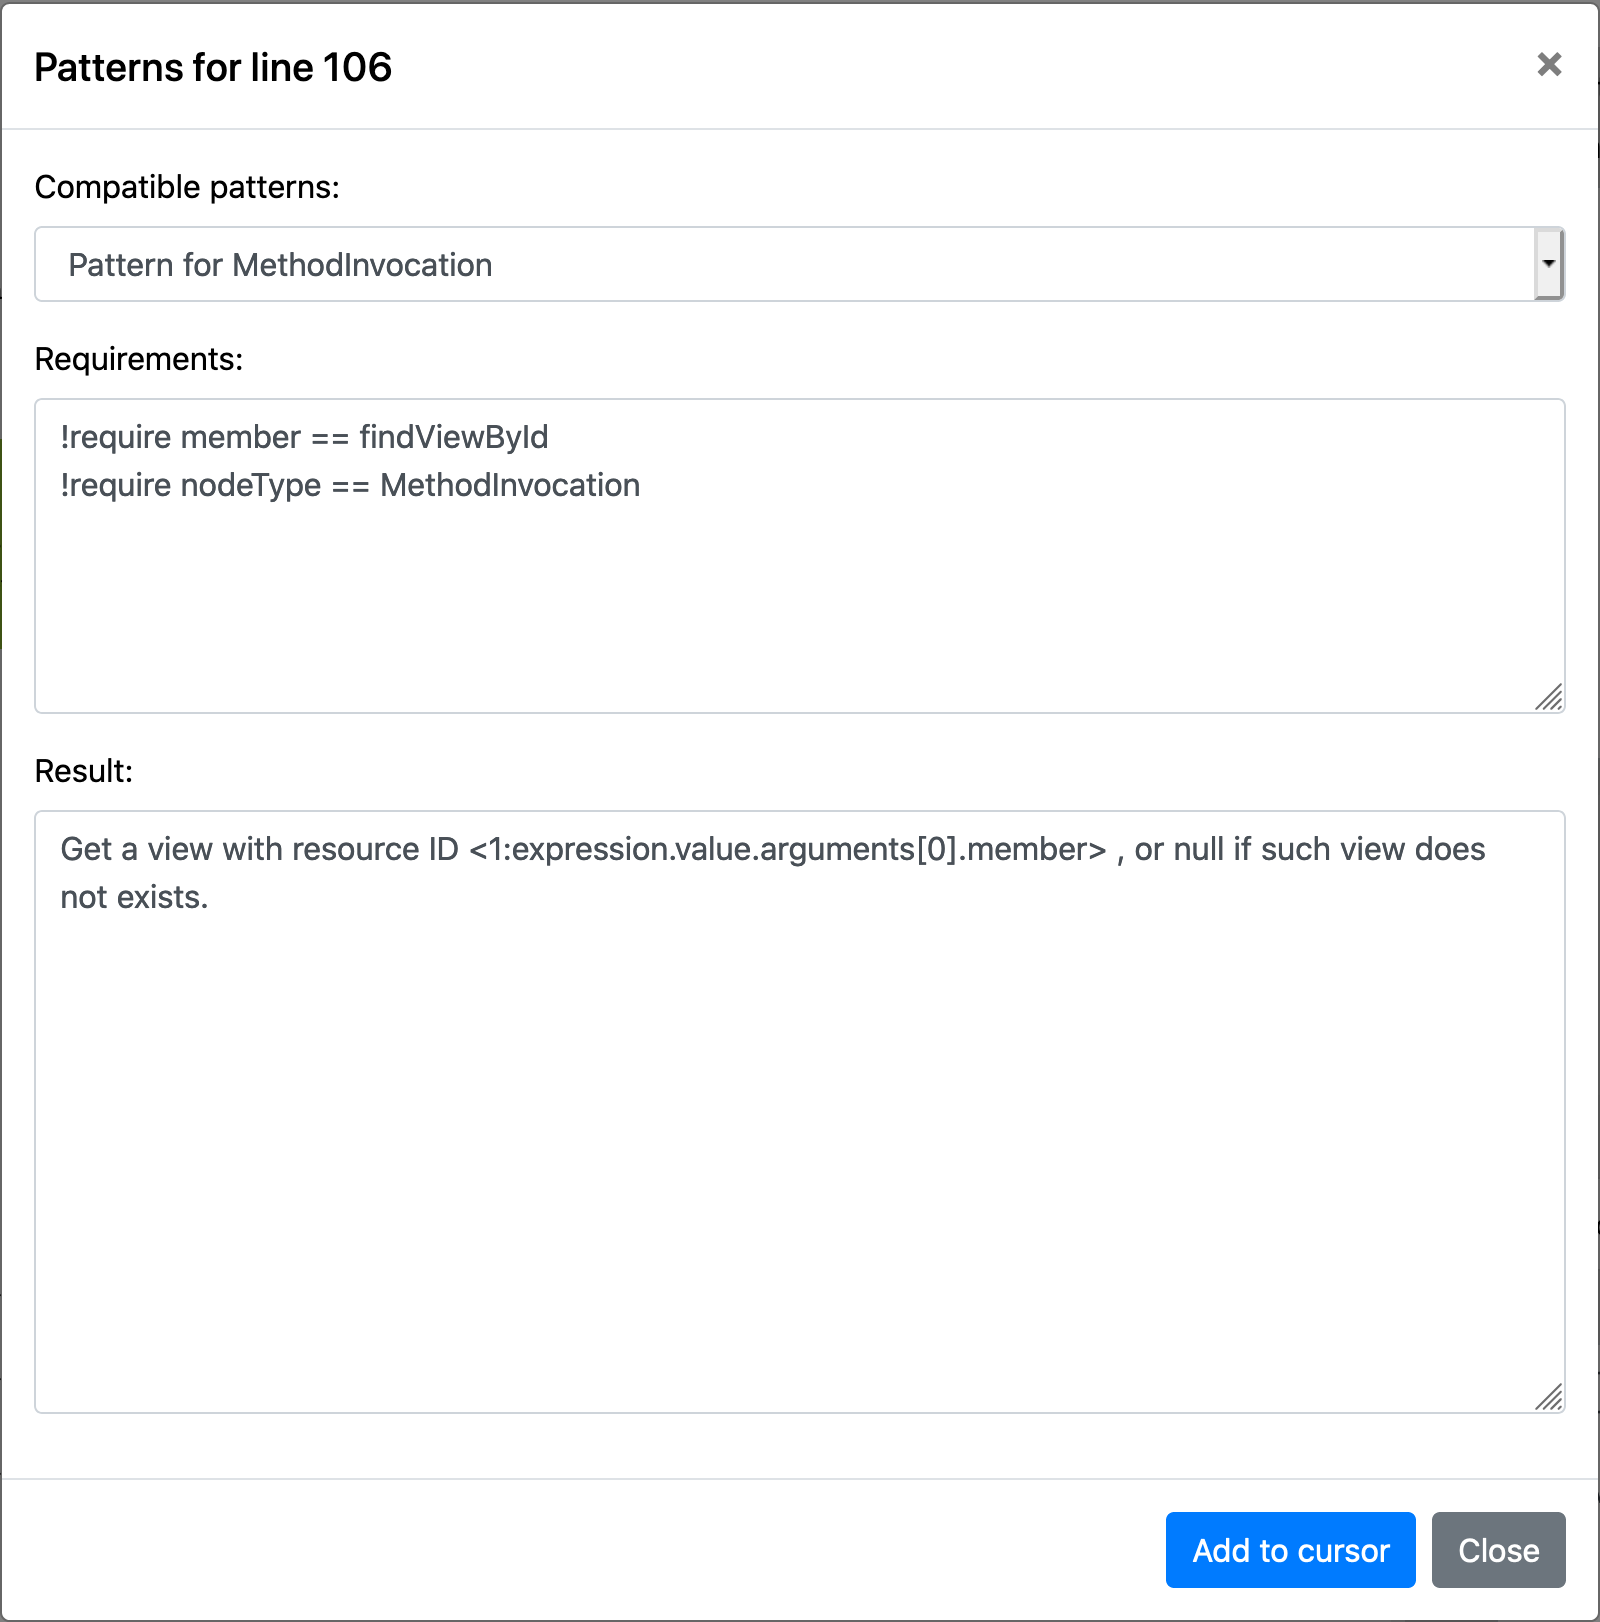 Patterns for line 106
×
Compatible patterns:
Pattern for MethodInvocation
Requirements:
!require member == findViewById
!require nodeType == MethodInvocation
Result:
Get a view with resource ID <1:expression.value.arguments[0].member> , or null if such view does
not exists.
Add to cursor
Close